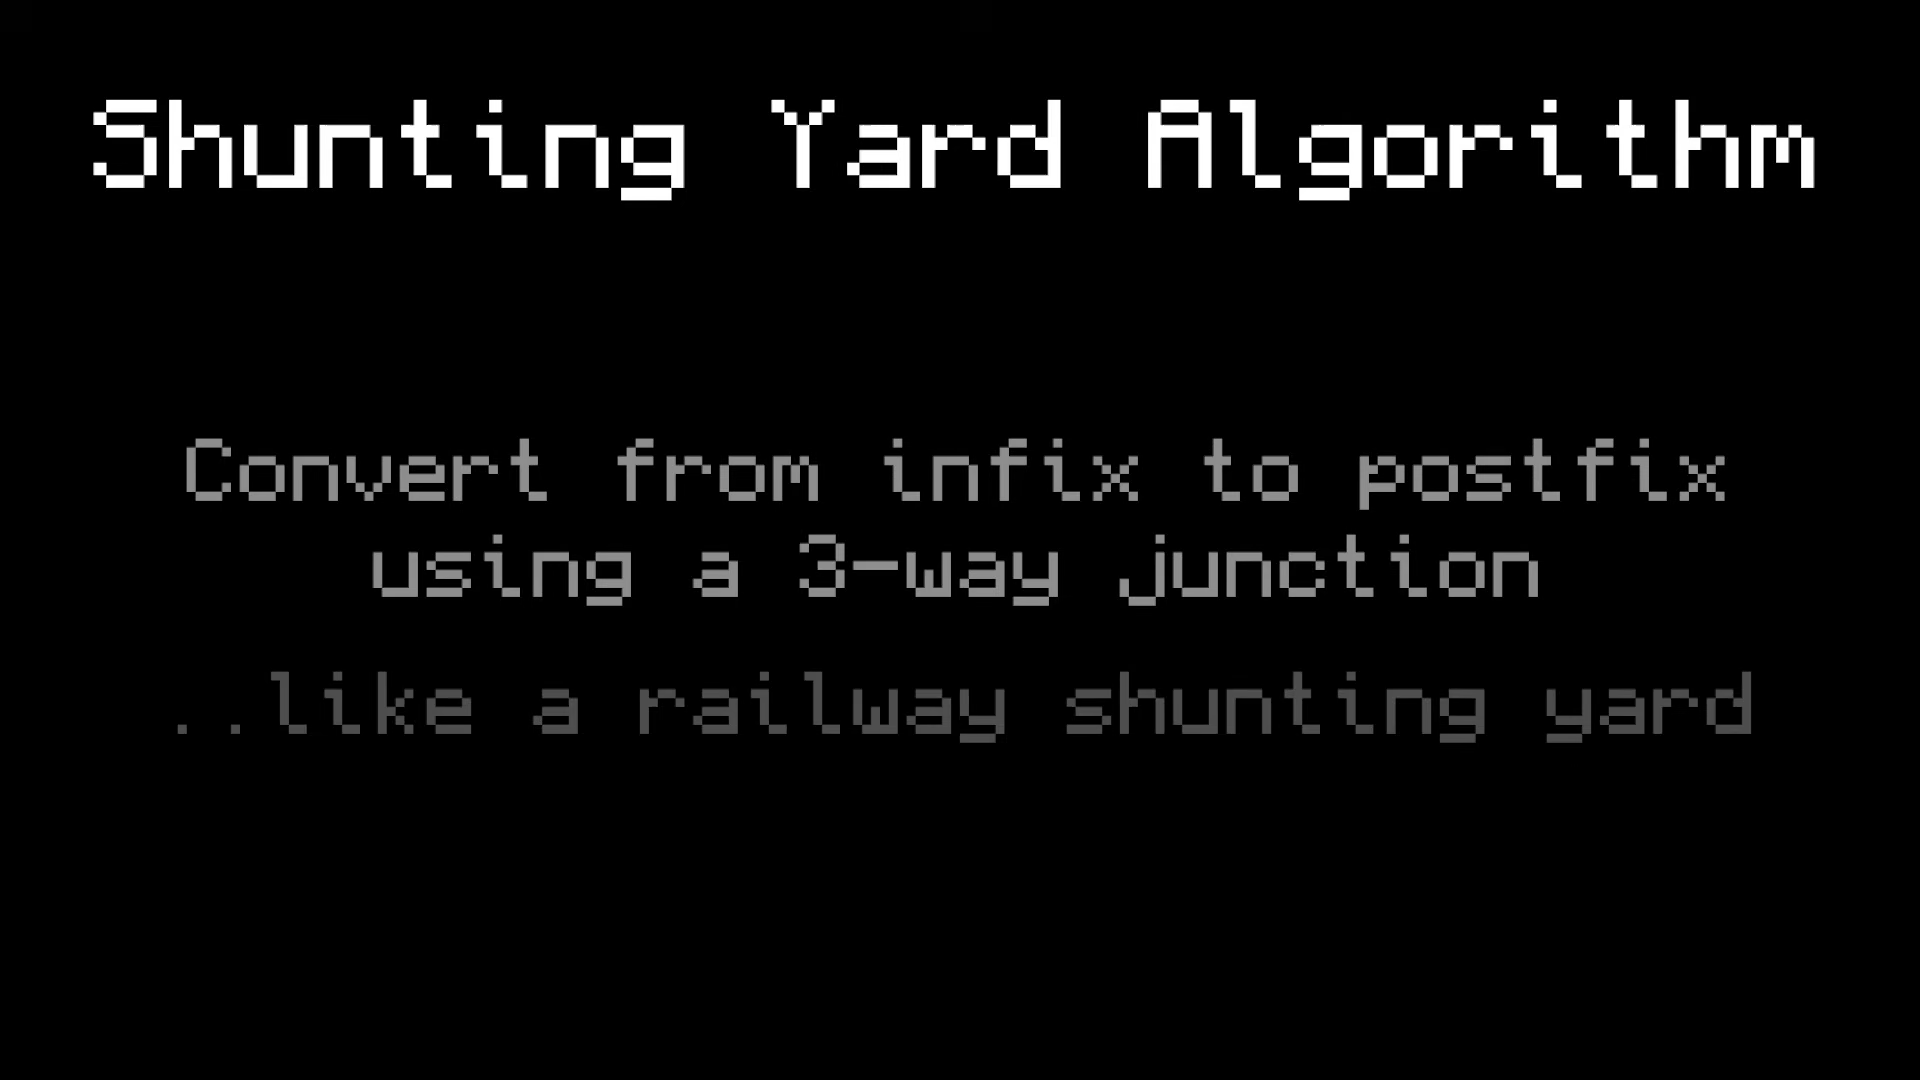 Shunting Yard Algorithm
Convert from infix to postfix
using a 3-way junction
..like a railway shunting yard